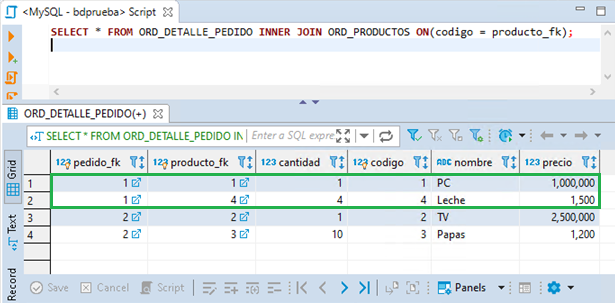 <MySQL - bdprueba> Script
SELECT * FROM ORD_DETALLE_PEDIDO INNER JOIN ORD_PRODUCTOS ON(codigo = producto_fk);
ORD_DETALLE_PEDIDO(+)
SELECT * FROM ORD_DETALLE_PEDIDO IN Enter a SQL expre
Grid
Text
Record
123 pedido_fk 123 producto_fk 123 cantidad 123 codigo ABC nombre 123 precio
1 1 1 1 1 PC 1,000,000
2 1 4 4 4 Leche 1,500
3 2 2 1 2 TV 2,500,000
4 2 3 10 3 Papas 1,200
Save Cancel Script Panels